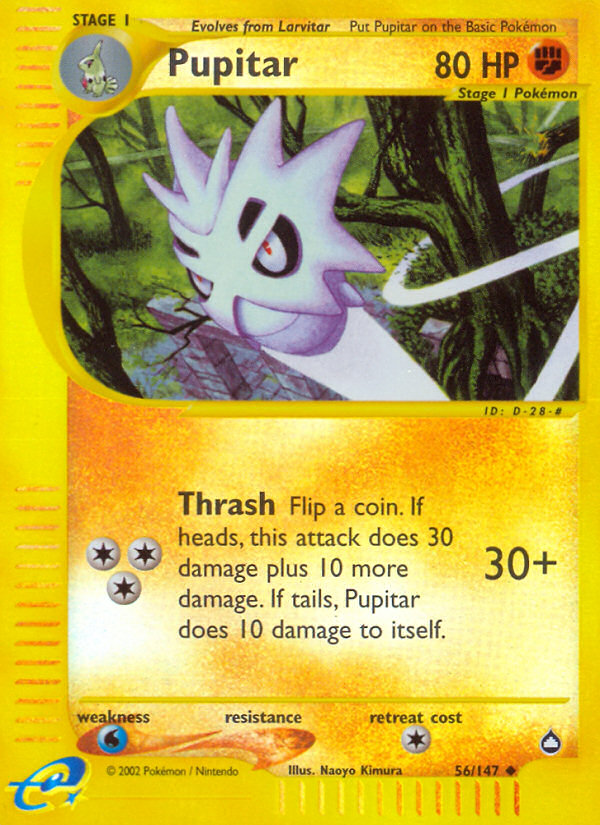 STAGE 1
Evolves from Larvitar Put Pupitar on the Basic Pokémon
Pupitar 80 HP
Stage 1 Pokémon
ID: D-28-#
Thrash Flip a coin. If
heads, this attack does 30
damage plus 10 more
damage. If tails, Pupitar
does 10 damage to itself.
30+
weakness resistance retreat cost
© 2002 Pokémon / Nintendo Illus. Naoyo Kimura 56/147
e